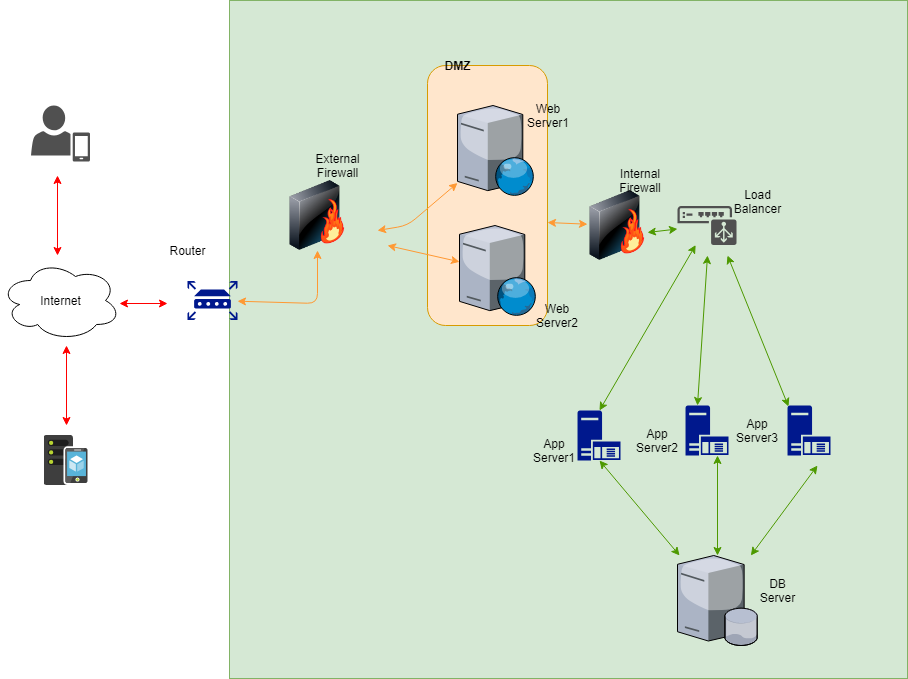 DMZ
Web
Server1
External
Firewall
Internal
Firewall
Load
Balancer
Router
Internet
Web
Server2
App
Server1
App
Server2
App
Server3
DB
Server